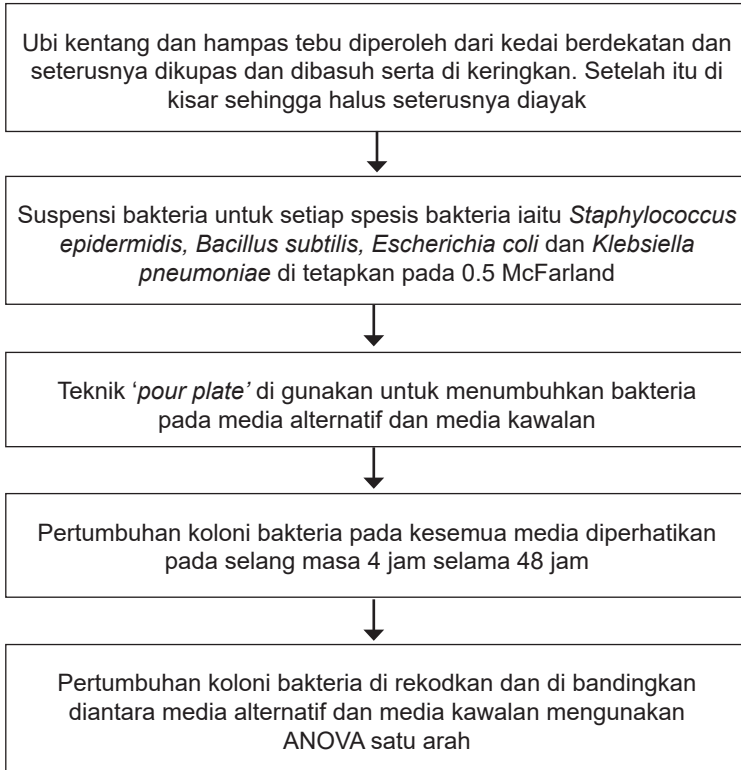 Ubi kentang dan hampas tebu diperoleh dari kedai berdekatan dan
seterusnya dikupas dan dibasuh serta di keringkan. Setelah itu di
kisar sehingga halus seterusnya diayak
Suspensi bakteria untuk setiap spesis bakteria iaitu Staphylococcus
epidermidis, Bacillus subtilis, Escherichia coli dan Klebsiella
pneumoniae di tetapkan pada 0.5 McFarland
Teknik ‘pour plate’ di gunakan untuk menumbuhkan bakteria
pada media alternatif dan media kawalan
Pertumbuhan koloni bakteria pada kesemua media diperhatikan
pada selang masa 4 jam selama 48 jam
Pertumbuhan koloni bakteria di rekodkan dan di bandingkan
diantara media alternatif dan media kawalan mengunakan
ANOVA satu arah